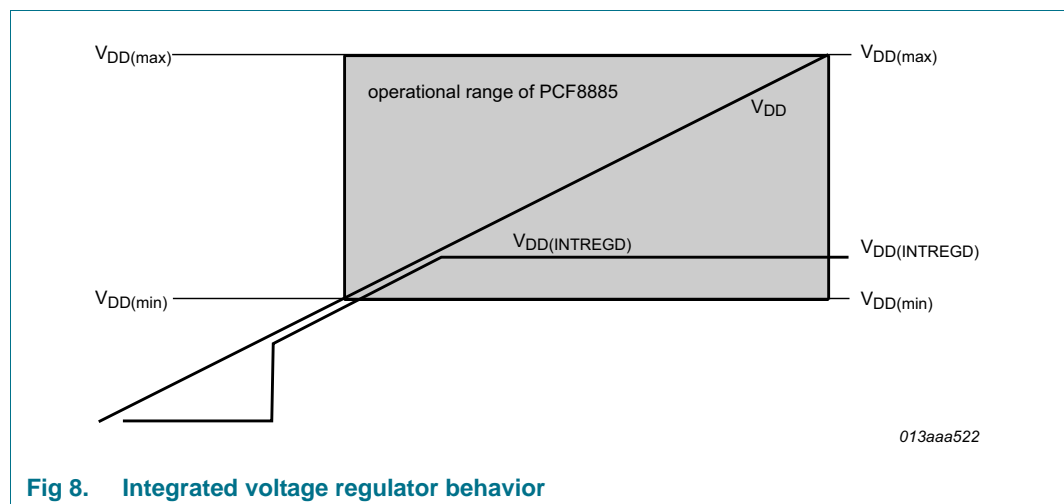 VDD(max)
VDD(max)
operational range of PCF8885
VDD
VDD(INTREGD)
VDD(INTREGD)
VDD(min)
VDD(min)
013aaa522
Fig 8. Integrated voltage regulator behavior